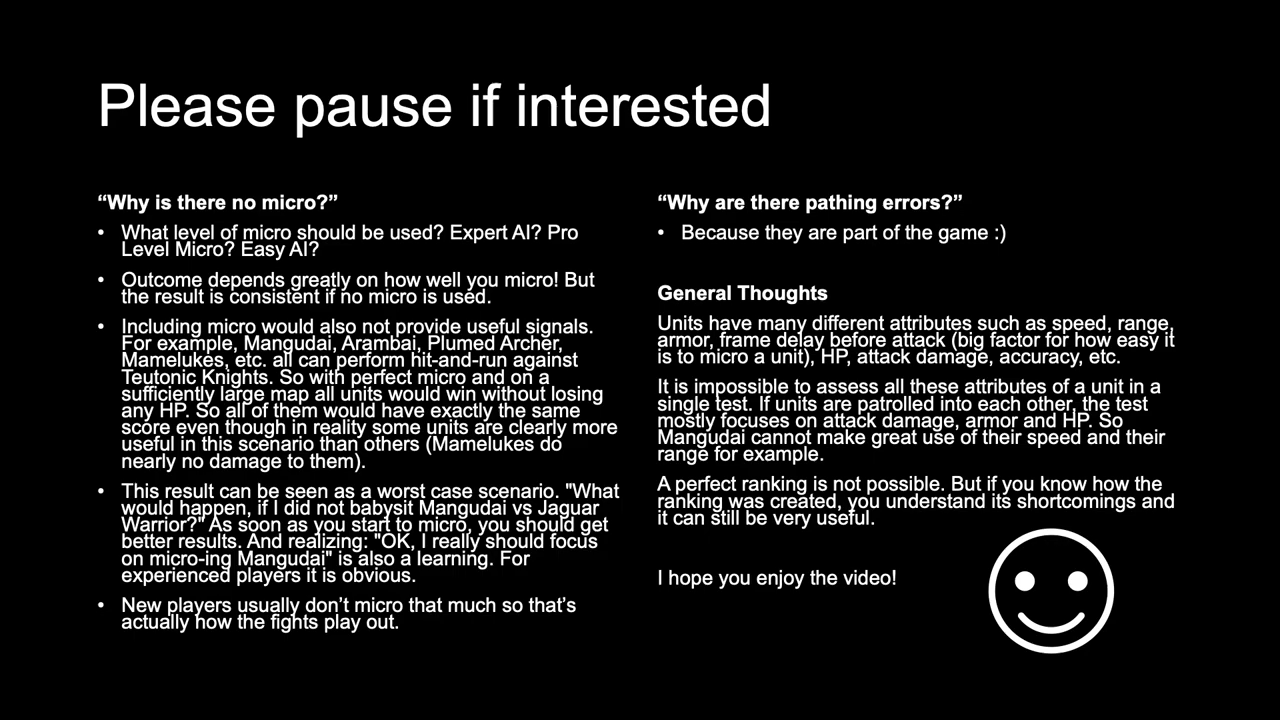 Please pause if interested
“Why is there no micro?”
• What level of micro should be used? Expert AI? Pro
Level Micro? Easy AI?
• Outcome depends greatly on how well you micro! But
the result is consistent if no micro is used.
• Including micro would also not provide useful signals.
For example, Mangudai, Arambai, Plumed Archer,
Mamelukes, etc. all can perform hit-and-run against
Teutonic Knights. So with perfect micro and on a
sufficiently large map all units would win without losing
any HP. So all of them would have exactly the same
score even though in reality some units are clearly more
useful in this scenario than others (Mamelukes do
nearly no damage to them).
• This result can be seen as a worst case scenario. "What
would happen, if I did not babysit Mangudai vs Jaguar
Warrior?" As soon as you start to micro, you should get
better results. And realizing: "OK, I really should focus
on micro-ing Mangudai" is also a learning. For
experienced players it is obvious.
• New players usually don’t micro that much so that’s
actually how the fights play out.
“Why are there pathing errors?”
• Because they are part of the game :)
General Thoughts
Units have many different attributes such as speed, range,
armor, frame delay before attack (big factor for how easy it
is to micro a unit), HP, attack damage, accuracy, etc.
It is impossible to assess all these attributes of a unit in a
single test. If units are patrolled into each other, the test
mostly focuses on attack damage, armor and HP. So
Mangudai cannot make great use of their speed and their
range for example.
A perfect ranking is not possible. But if you know how the
ranking was created, you understand its shortcomings and
it can still be very useful.
I hope you enjoy the video!